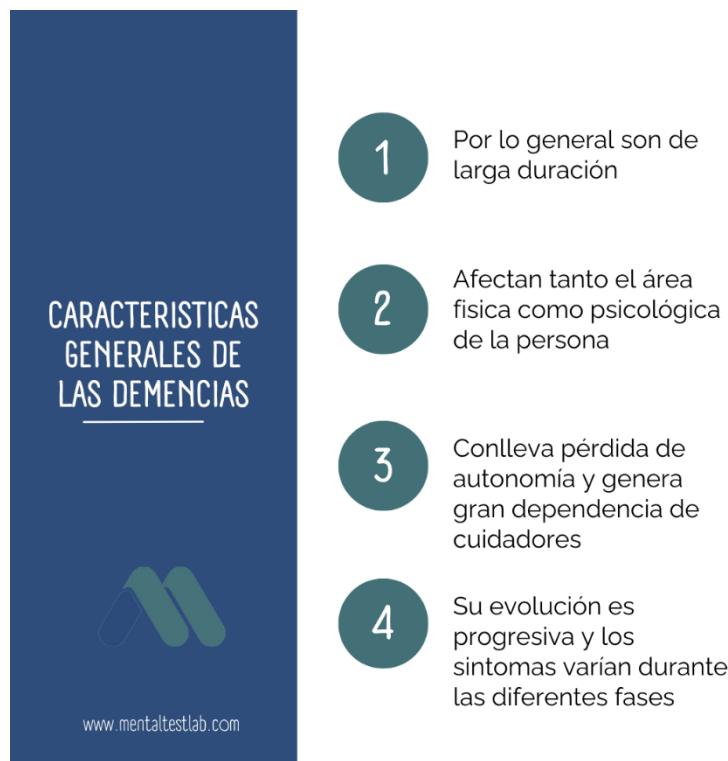 CARACTERISTICAS
GENERALES DE
LAS DEMENCIAS
www.mentaltestlab.com
1
Por lo general son de
larga duración
2
Afectan tanto el área
fisica como psicológica
de la persona
3
Conlleva pérdida de
autonomía y genera
gran dependencia de
cuidadores
4
Su evolución es
progresiva y los
sintomas varían durante
las diferentes fases